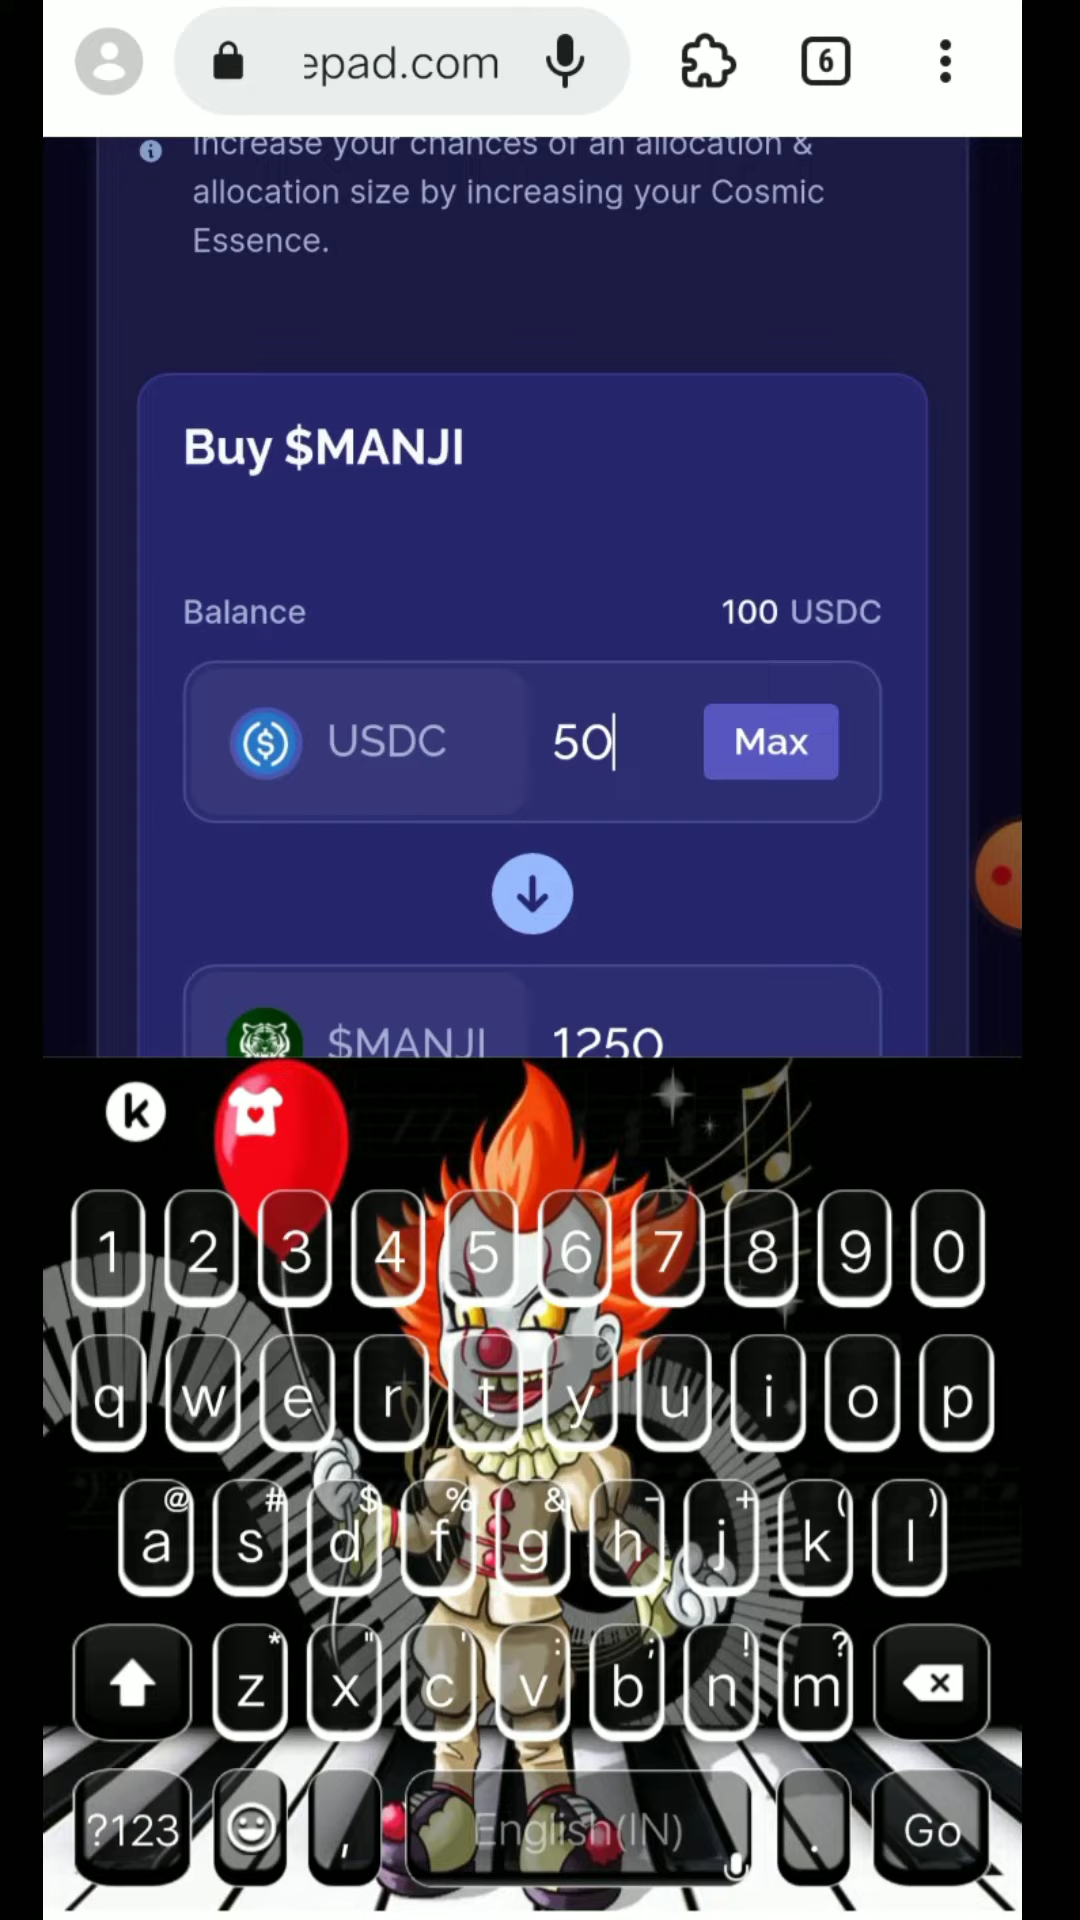 epad.com
6
Increase your chances of an allocation &
allocation size by increasing your Cosmic
Essence.
Buy $MANJI
Balance 100 USDC
USDC 50 Max
$MANJI 1250
k
1 2 3 4 5 6 7 8 9 0
q w e r t y u i o p
@ # $ % & - + ( )
a s d f g h j k l
* " ' : ; ! ?
z x c v b n m
?123 , English(IN) . Go